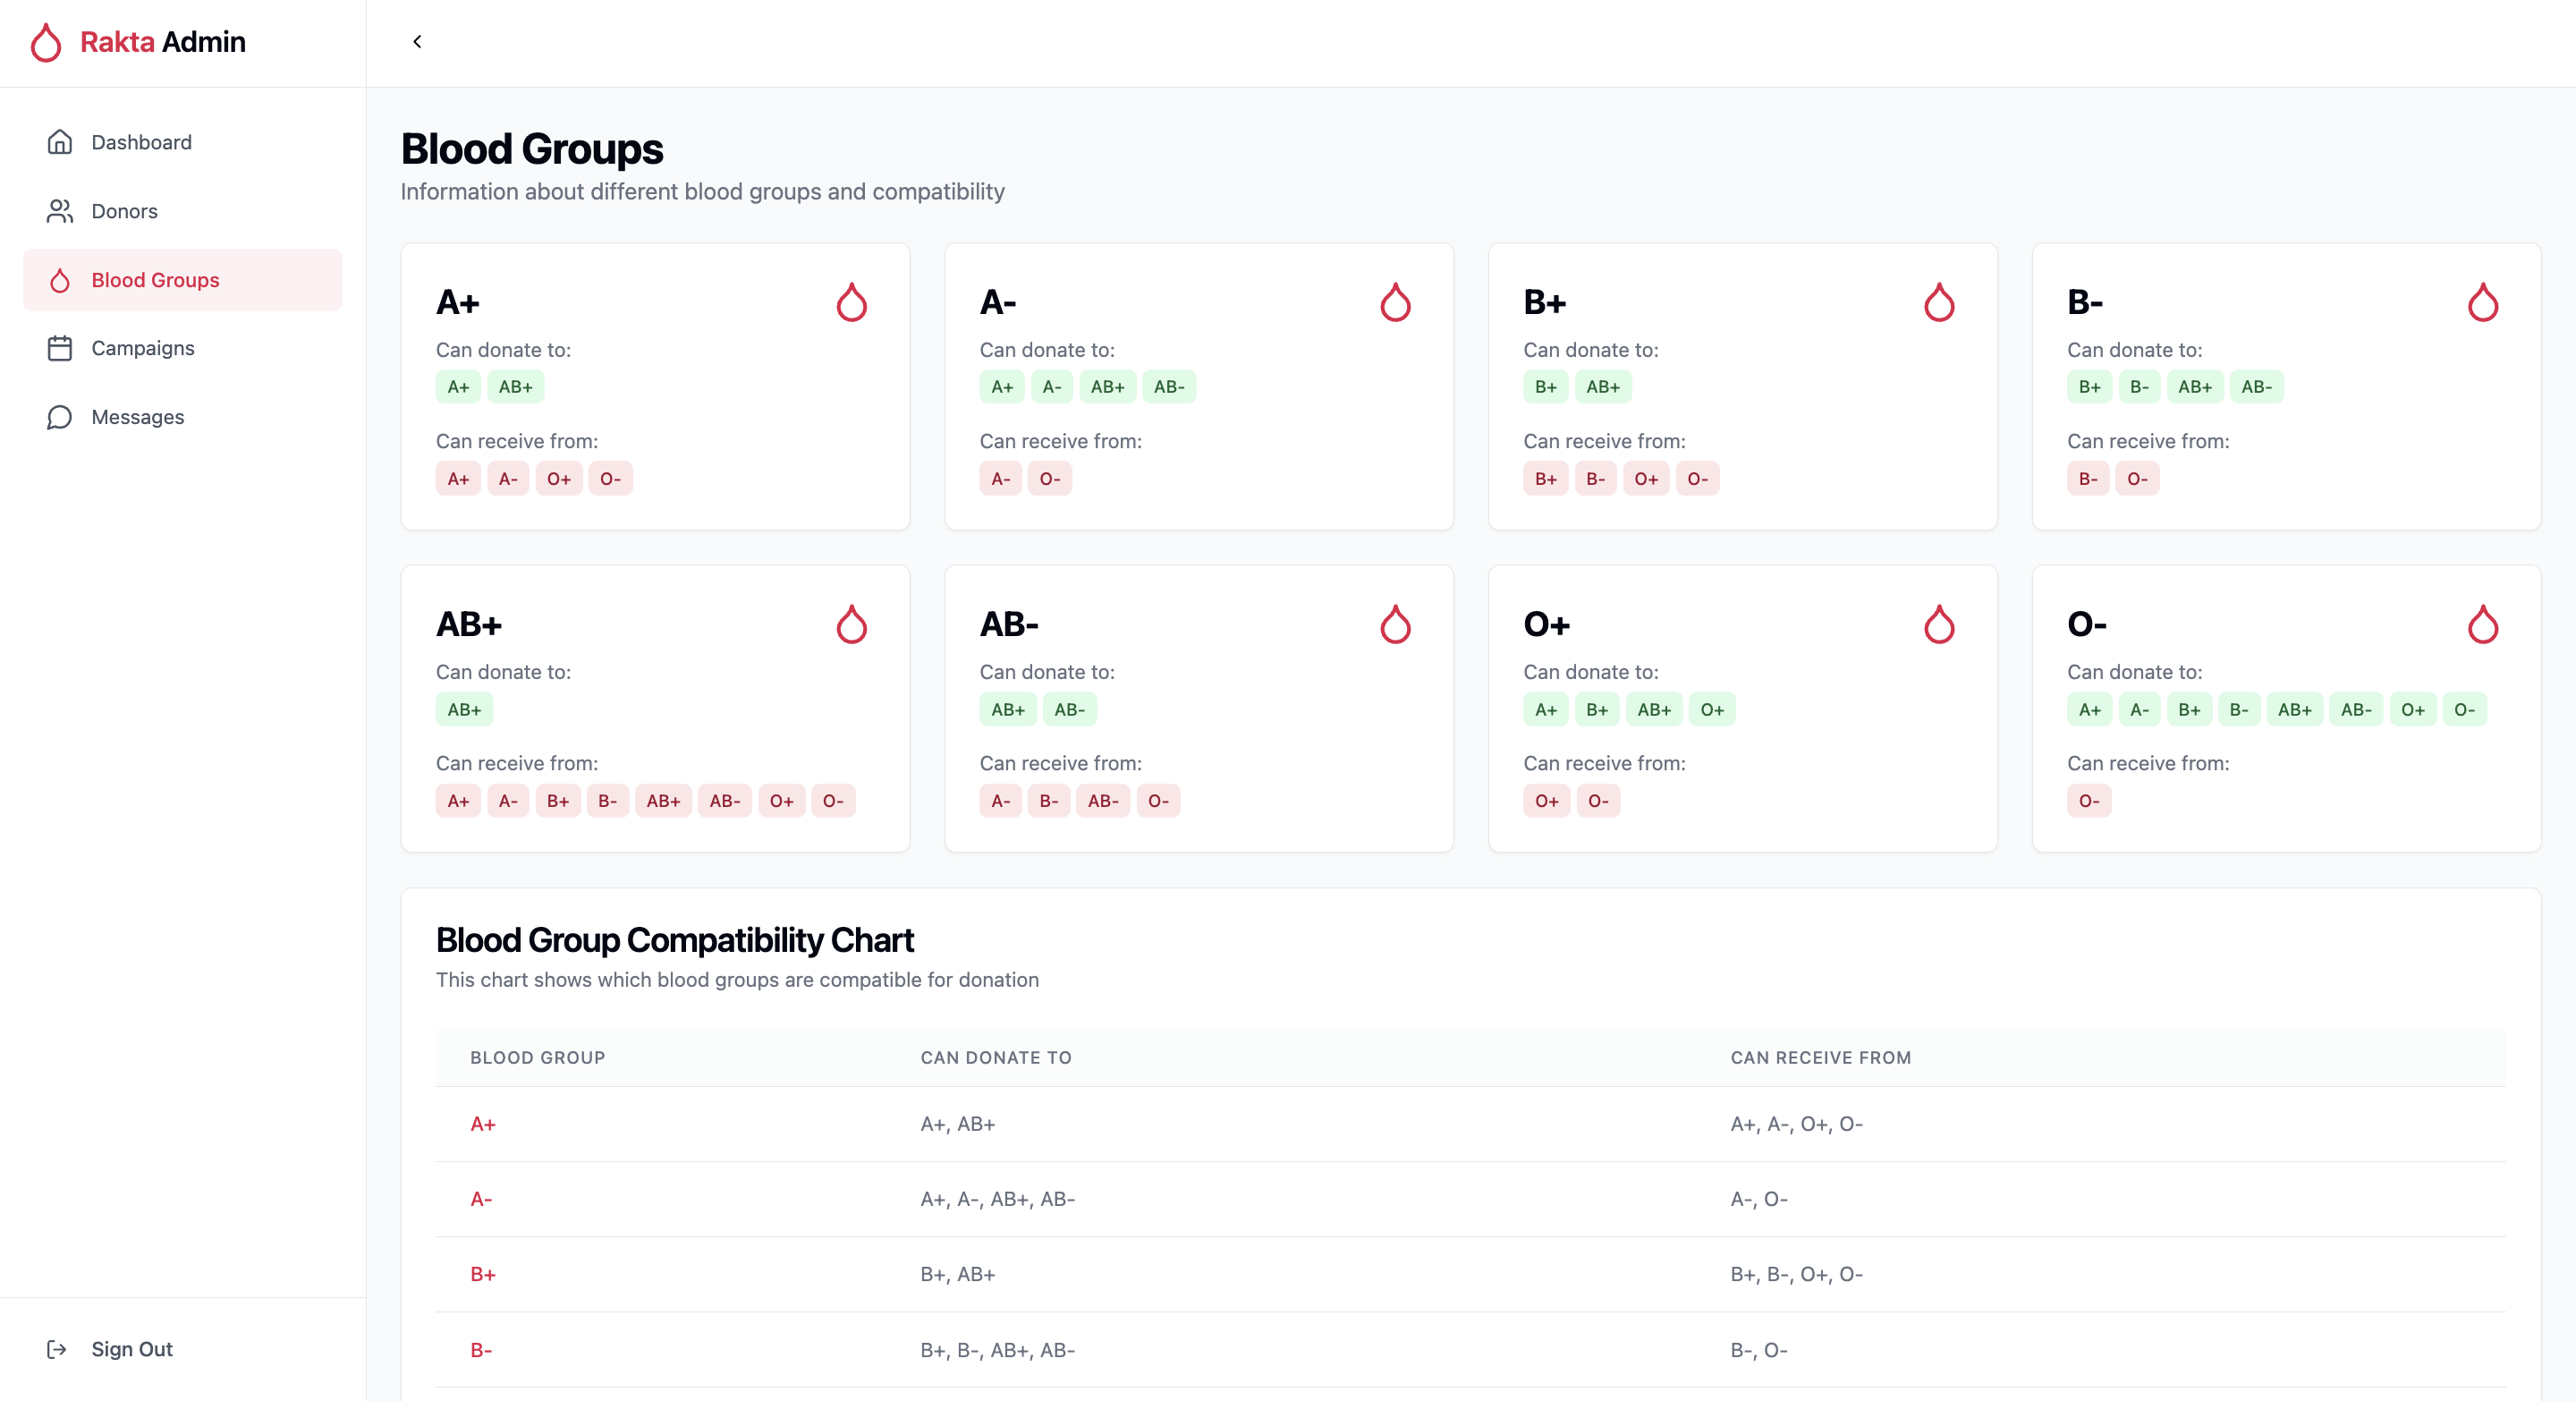 Rakta Admin
Dashboard
Donors
Blood Groups
Campaigns
Messages
Sign Out
Blood Groups
Information about different blood groups and compatibility
A+
Can donate to:
A+ AB+
Can receive from:
A+ A- O+ O-
A-
Can donate to:
A+ A- AB+ AB-
Can receive from:
A- O-
B+
Can donate to:
B+ AB+
Can receive from:
B+ B- O+ O-
B-
Can donate to:
B+ B- AB+ AB-
Can receive from:
B- O-
AB+
Can donate to:
AB+
Can receive from:
A+ A- B+ B- AB+ AB- O+ O-
AB-
Can donate to:
AB+ AB-
Can receive from:
A- B- AB- O-
O+
Can donate to:
A+ B+ AB+ O+
Can receive from:
O+ O-
O-
Can donate to:
A+ A- B+ B- AB+ AB- O+ O-
Can receive from:
O-
Blood Group Compatibility Chart
This chart shows which blood groups are compatible for donation
BLOOD GROUP CAN DONATE TO CAN RECEIVE FROM
A+ A+, AB+ A+, A-, O+, O-
A- A+, A-, AB+, AB- A-, O-
B+ B+, AB+ B+, B-, O+, O-
B- B+, B-, AB+, AB- B-, O-